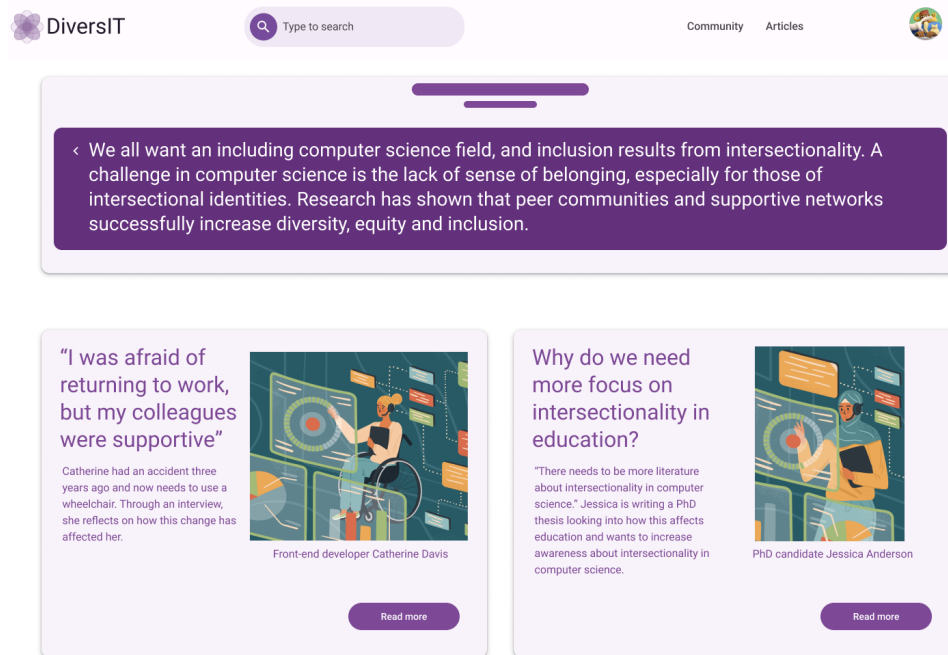 DiversIT
Type to search
Community
Articles
< We all want an including computer science field, and inclusion results from intersectionality. A
challenge in computer science is the lack of sense of belonging, especially for those of
intersectional identities. Research has shown that peer communities and supportive networks
successfully increase diversity, equity and inclusion.
“I was afraid of
returning to work,
but my colleagues
were supportive”
Catherine had an accident three
years ago and now needs to use a
wheelchair. Through an interview,
she reflects on how this change has
affected her.
Front-end developer Catherine Davis
Read more
Why do we need
more focus on
intersectionality in
education?
"There needs to be more literature
about intersectionality in computer
science." Jessica is writing a PhD
thesis looking into how this affects
education and wants to increase
awareness about intersectionality in
computer science.
PhD candidate Jessica Anderson
Read more